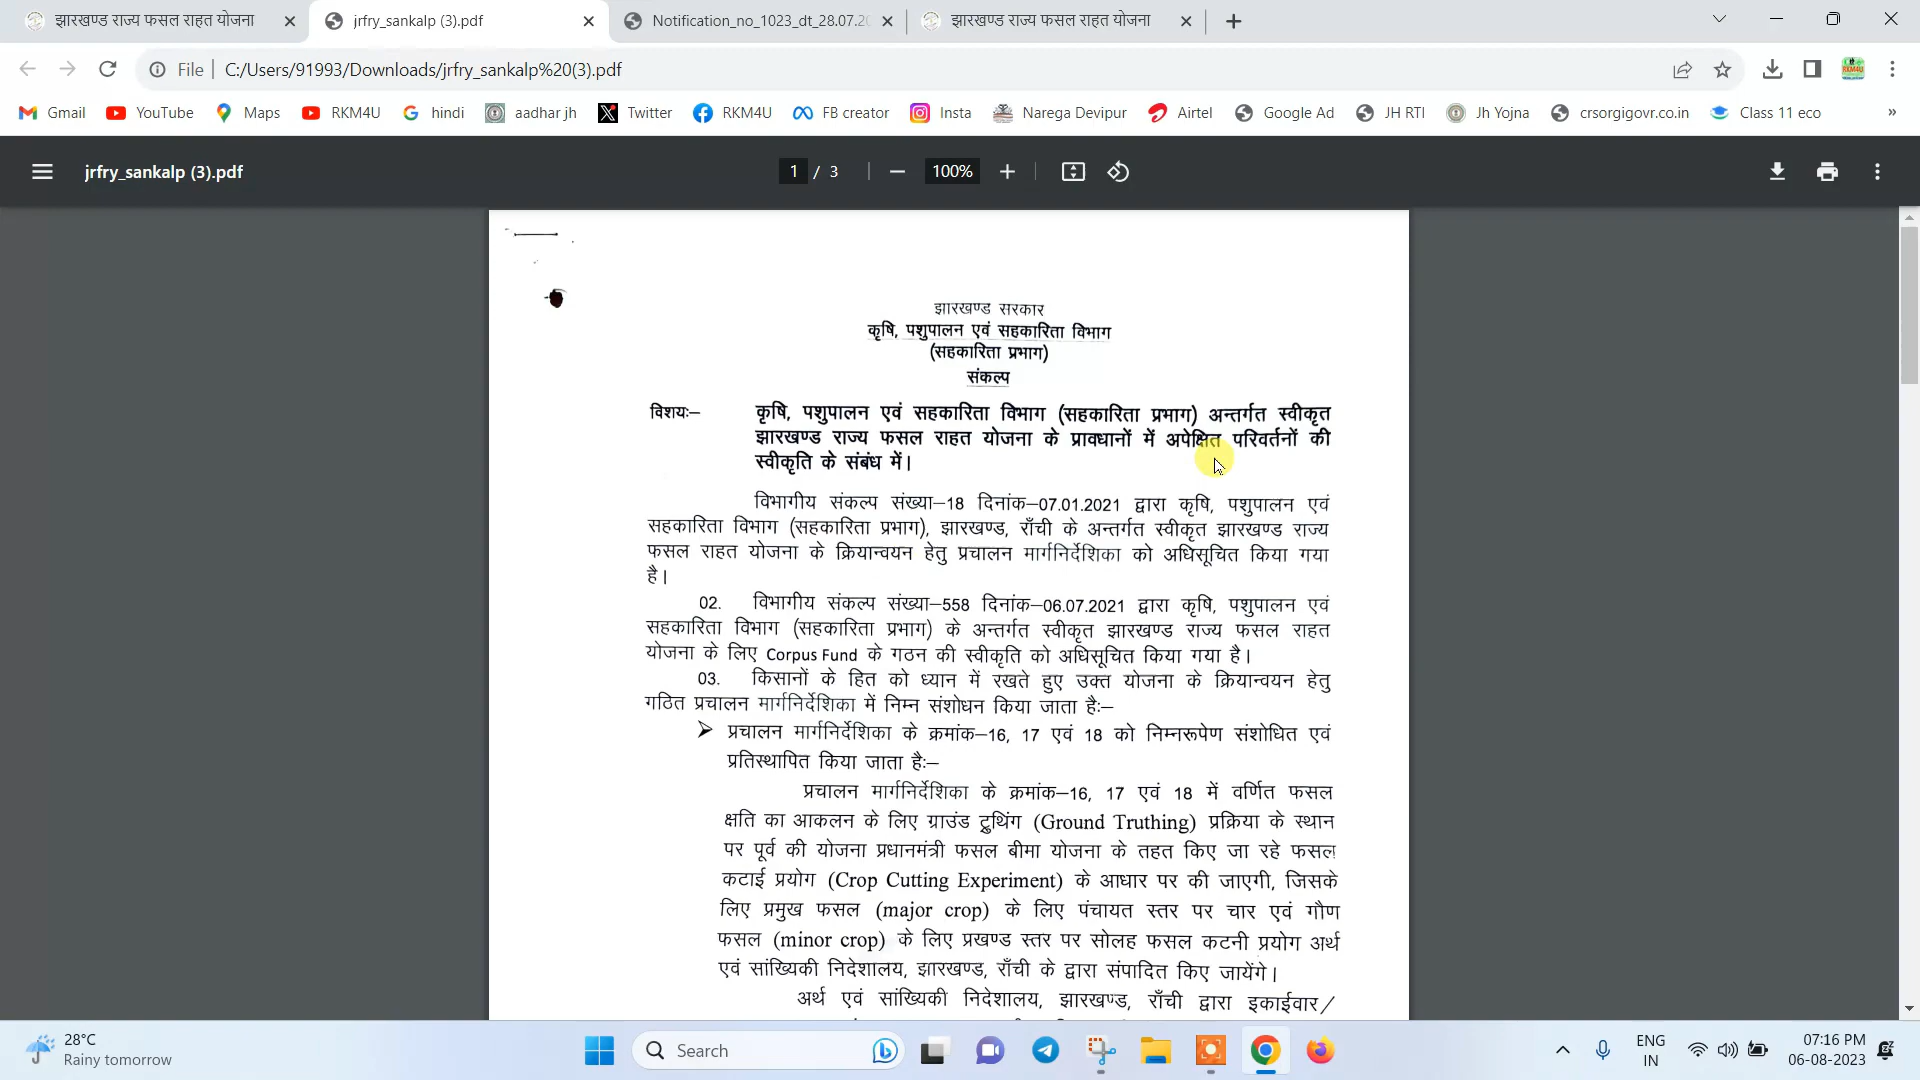 झारखण्ड राज्य फसल राहत योजना
jrfry_sankalp (3).pdf
Notification_no_1023_dt_28.07.20
झारखण्ड राज्य फसल राहत योजना
File
C:/Users/91993/Downloads/jrfry_sankalp%20(3).pdf
Gmail
YouTube
Maps
RKM4U
hindi
aadhar jh
Twitter
RKM4U
FB creator
Insta
Narega Devipur
Airtel
Google Ad
JH RTI
Jh Yojna
crsorgigovr.co.in
Class 11 eco
»
jrfry_sankalp (3).pdf
1 / 3
100%
झारखण्ड सरकार
कृषि, पशुपालन एवं सहकारिता विभाग
(सहकारिता प्रभाग)
संकल्प
विशयः– कृषि, पशुपालन एवं सहकारिता विभाग (सहकारिता प्रभाग) अन्तर्गत स्वीकृत
झारखण्ड राज्य फसल राहत योजना के प्रावधानों में अपेक्षित परिवर्तनों की
स्वीकृति के संबंध में।
विभागीय संकल्प संख्या–18 दिनांक–07.01.2021 द्वारा कृषि, पशुपालन एवं
सहकारिता विभाग (सहकारिता प्रभाग), झारखण्ड, राँची के अन्तर्गत स्वीकृत झारखण्ड राज्य
फसल राहत योजना के क्रियान्वयन हेतु प्रचालन मार्गनिर्देशिका को अधिसूचित किया गया
है।
02. विभागीय संकल्प संख्या–558 दिनांक–06.07.2021 द्वारा कृषि, पशुपालन एवं
सहकारिता विभाग (सहकारिता प्रभाग) के अन्तर्गत स्वीकृत झारखण्ड राज्य फसल राहत
योजना के लिए Corpus Fund के गठन की स्वीकृति को अधिसूचित किया गया है।
03. किसानों के हित को ध्यान में रखते हुए उक्त योजना के क्रियान्वयन हेतु
गठित प्रचालन मार्गनिर्देशिका में निम्न संशोधन किया जाता हैः–
➢ प्रचालन मार्गनिर्देशिका के क्रमांक–16, 17 एवं 18 को निम्नरूपेण संशोधित एवं
प्रतिस्थापित किया जाता हैः–
प्रचालन मार्गनिर्देशिका के क्रमांक–16, 17 एवं 18 में वर्णित फसल
क्षति का आकलन के लिए ग्राउंड ट्रुथिंग (Ground Truthing) प्रक्रिया के स्थान
पर पूर्व की योजना प्रधानमंत्री फसल बीमा योजना के तहत किए जा रहे फसल
कटाई प्रयोग (Crop Cutting Experiment) के आधार पर की जाएगी, जिसके
लिए प्रमुख फसल (major crop) के लिए पंचायत स्तर पर चार एवं गौण
फसल (minor crop) के लिए प्रखण्ड स्तर पर सोलह फसल कटनी प्रयोग अर्थ
एवं सांख्यिकी निदेशालय, झारखण्ड, राँची के द्वारा संपादित किए जायेंगे।
अर्थ एवं सांख्यिकी निदेशालय, झारखण्ड, राँची द्वारा इकाईवार/
28°C
Rainy tomorrow
Search
ENG
IN
07:16 PM
06-08-2023